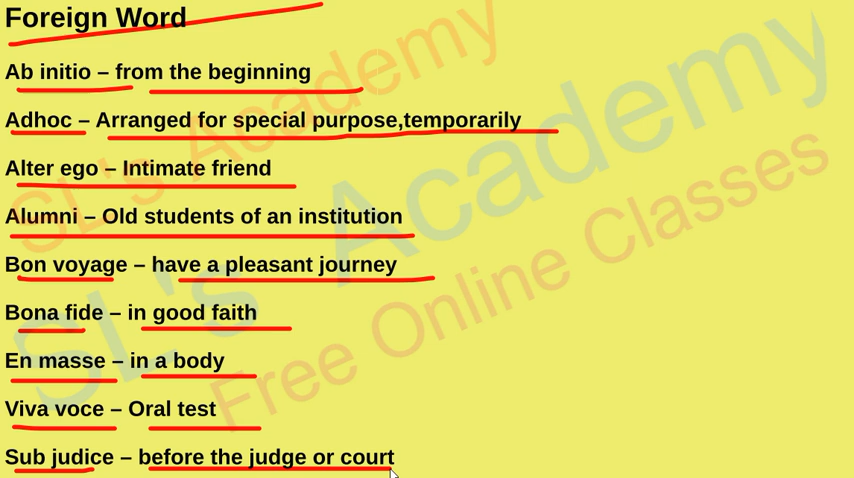 Foreign Word
Ab initio – from the beginning
Adhoc – Arranged for special purpose,temporarily
Alter ego – Intimate friend
Alumni – Old students of an institution
Bon voyage – have a pleasant journey
Bona fide – in good faith
En masse – in a body
Viva voce – Oral test
Sub judice – before the judge or court
SL's Academy
SL's Academy
Free Online Classes